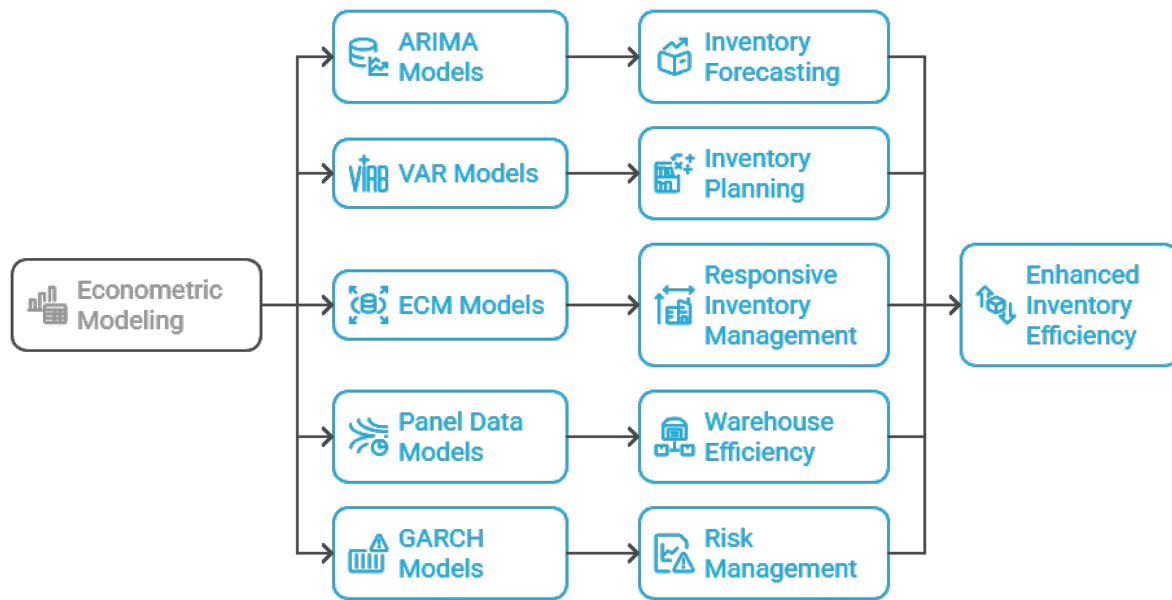 ARIMA
Models
Inventory
Forecasting
VAR Models
Inventory
Planning
Econometric
Modeling
ECM Models
Responsive
Inventory
Management
Enhanced
Inventory
Efficiency
Panel Data
Models
Warehouse
Efficiency
GARCH
Models
Risk
Management